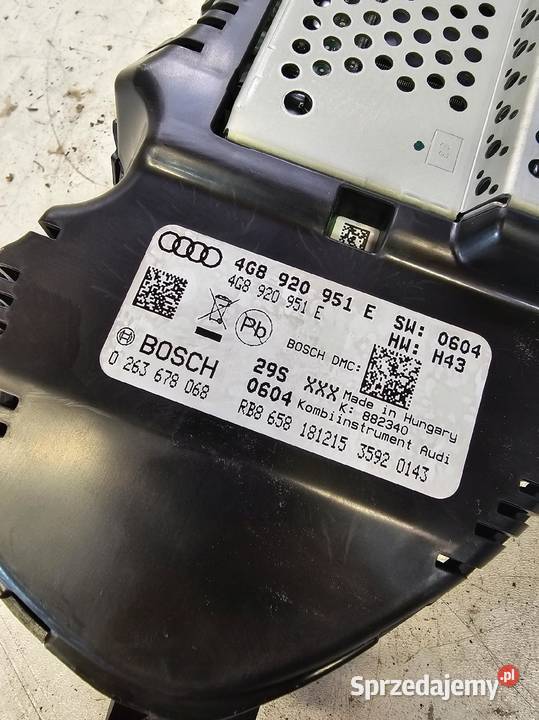 4G8 920 951 E
4G8 920 951 E
SW: 0604
HW: H43
Pb
BOSCH DMC:
BOSCH
0 263 678 068
29S
0604
XXX
Made in Hungary
K: 882340
Kombiinstrument Audi
RB8 658 181215 3592 0143
Sprzedajemy.pl